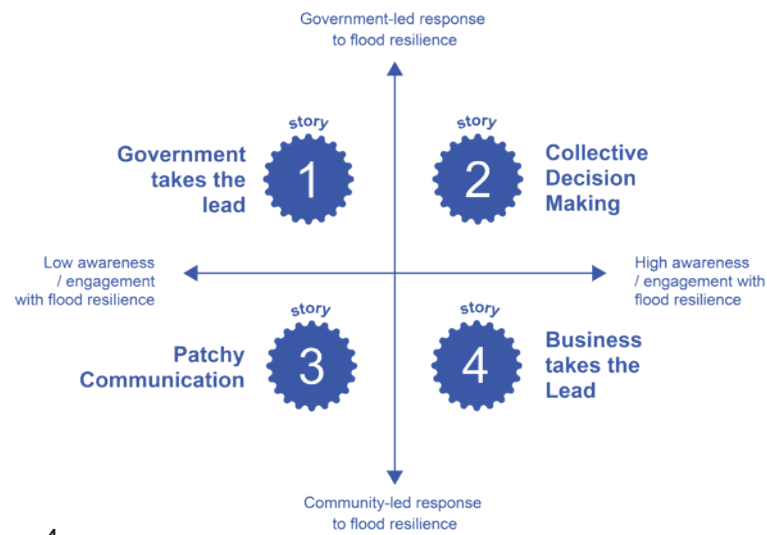 Government-led response
to flood resilience
story
1
Government
takes the
lead
story
2
Collective
Decision
Making
Low awareness
/ engagement
with flood resilience
High awareness
/ engagement with
flood resilience
story
3
Patchy
Communication
story
4
Business
takes the
Lead
Community-led response
to flood resilience